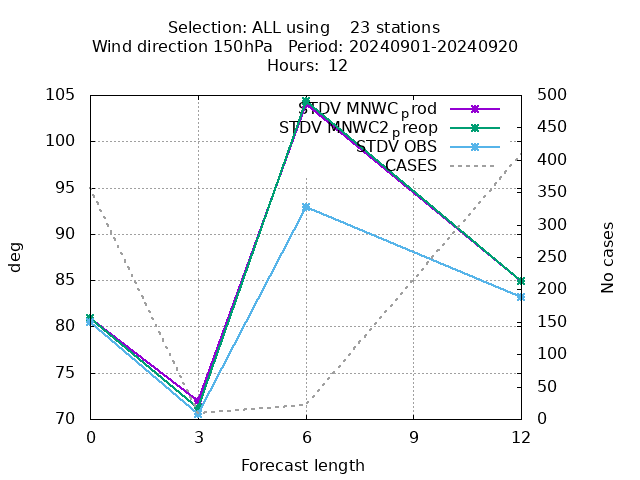 Selection: ALL using    23 stations
Wind direction 150hPa   Period: 20240901-20240920
Hours: 12
105
100
95
90
85
80
75
70
500
450
400
350
300
250
200
150
100
50
0
STDV MNWCprod
STDV MNWC2preop
STDV OBS
CASES
deg
No cases
0 3 6 9 12
Forecast length